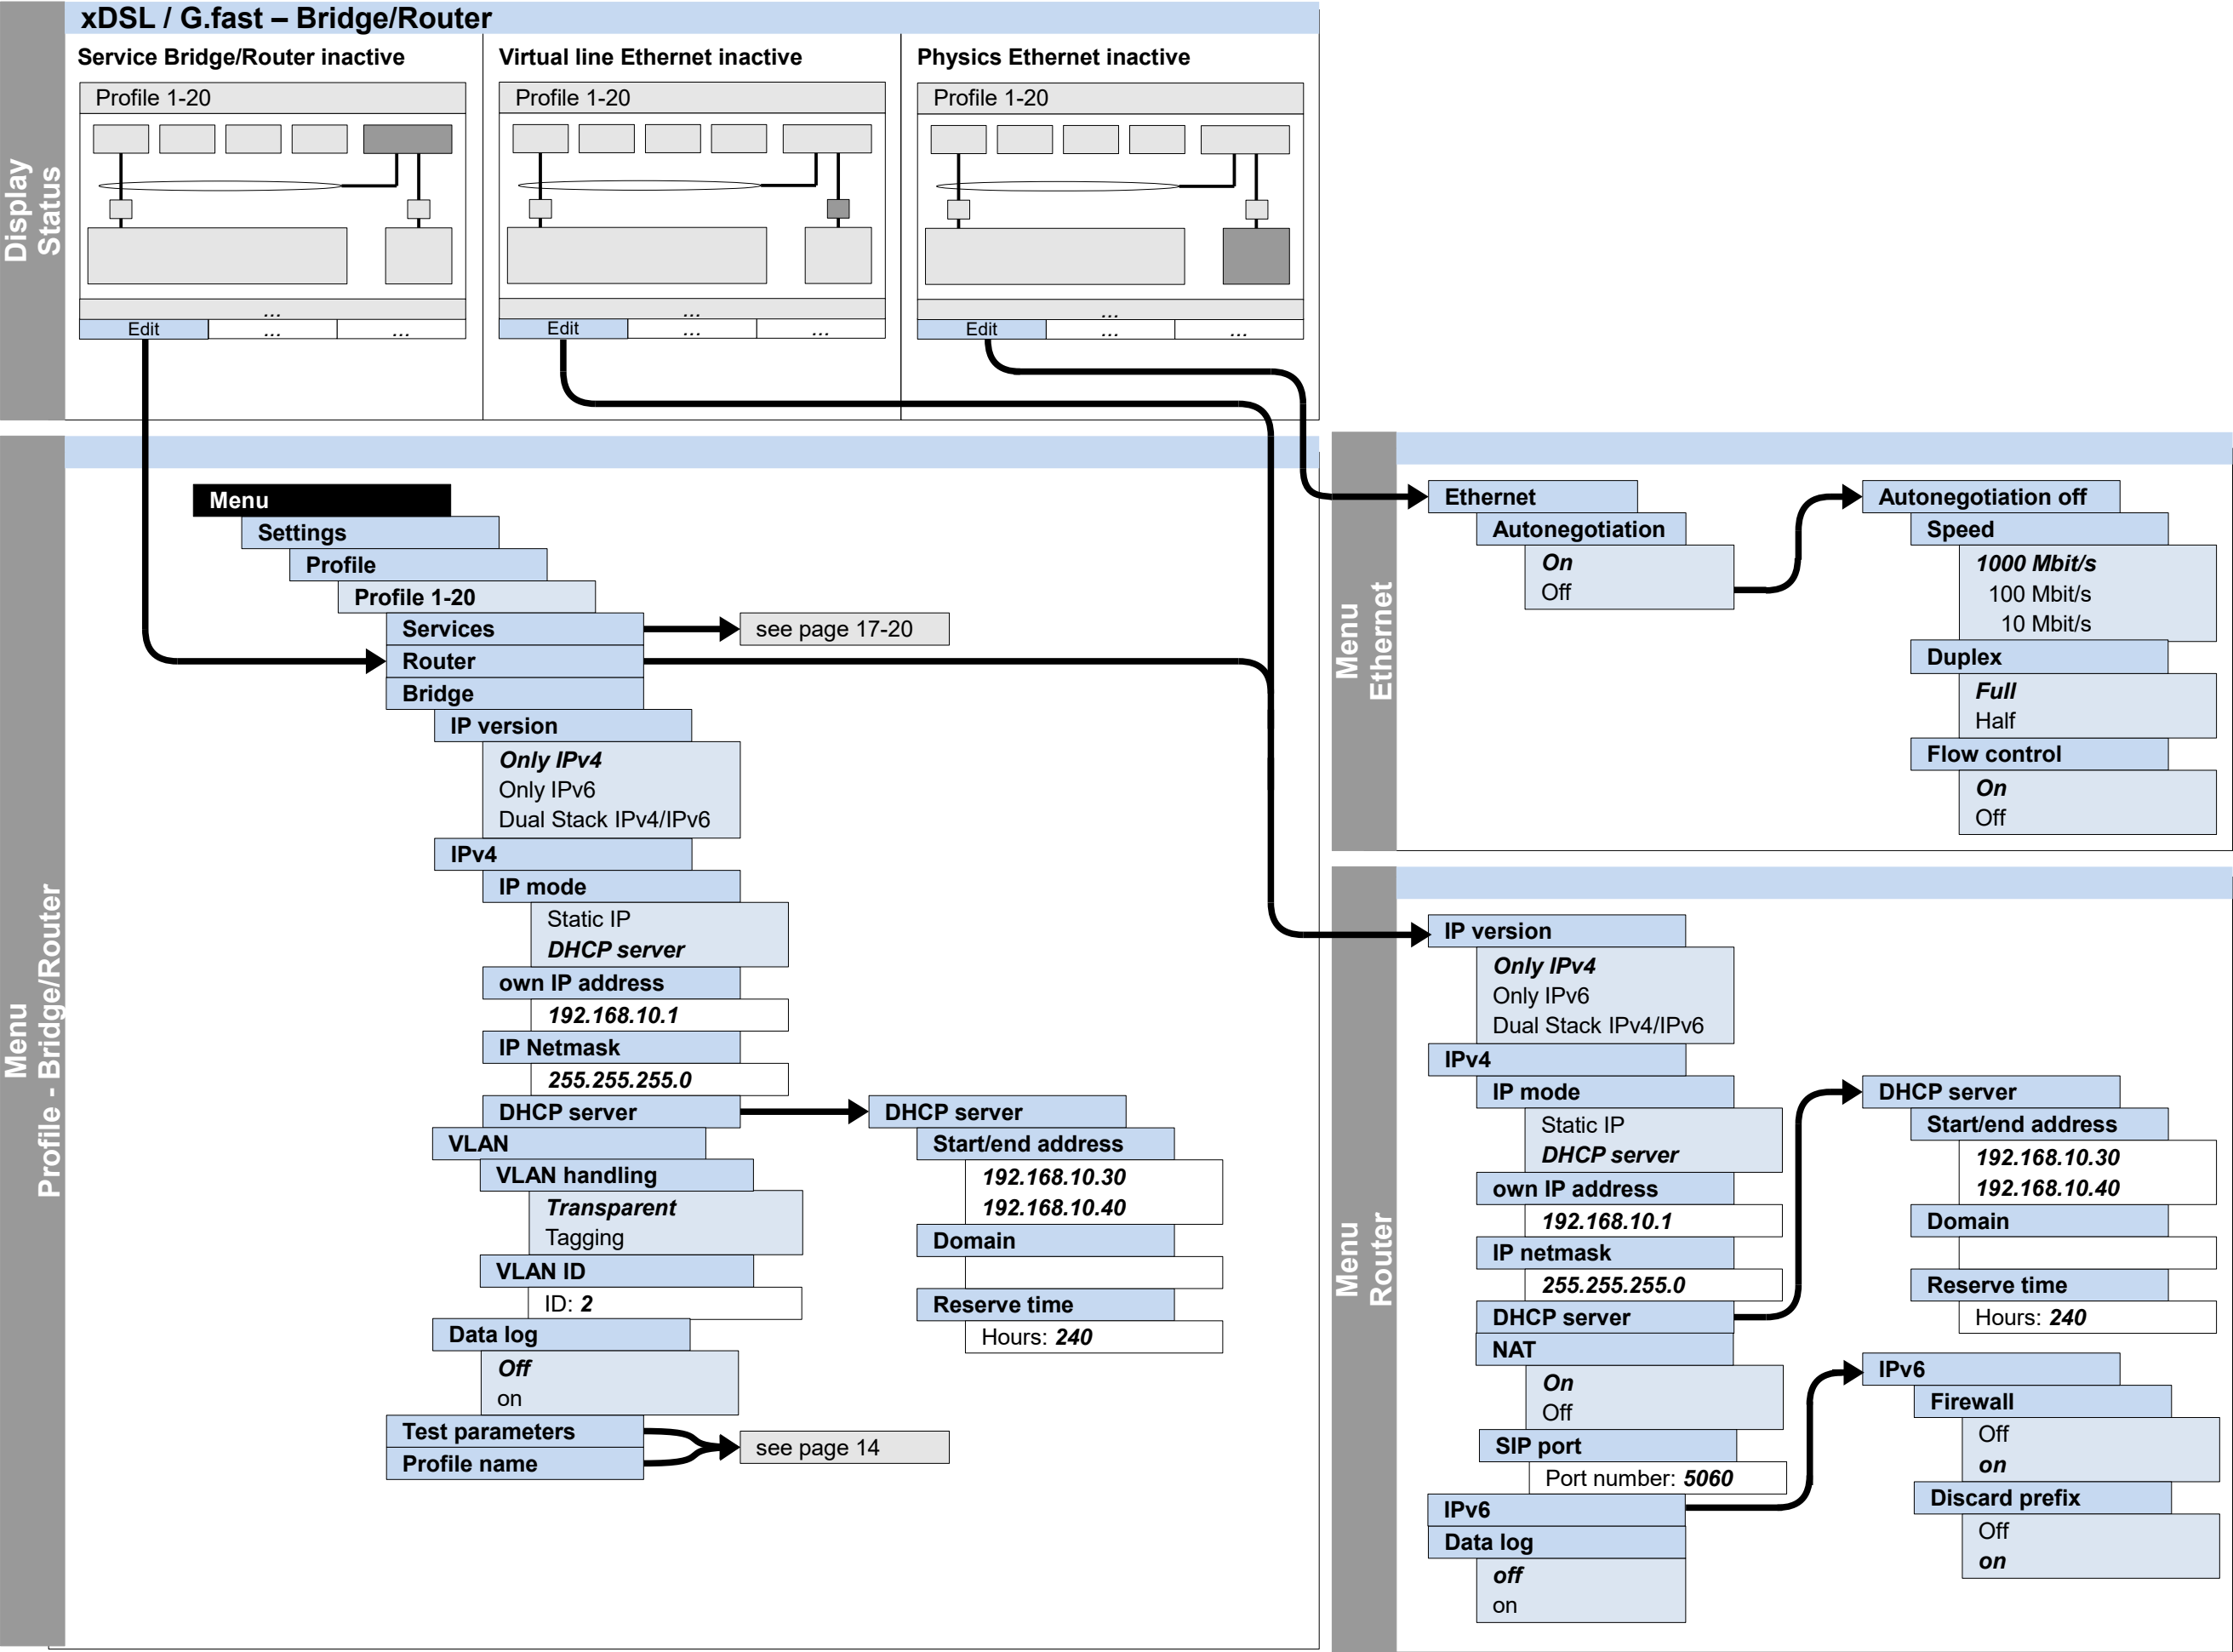 xDSL / G.fast – Bridge/Router
Display
Status
Service Bridge/Router inactive
Profile 1-20
...
Edit
...
...
Virtual line Ethernet inactive
Profile 1-20
...
Edit
...
...
Physics Ethernet inactive
Profile 1-20
...
Edit
...
...
Menu
Profile - Bridge/Router
Menu
Settings
Profile
Profile 1-20
Services
see page 17-20
Router
Bridge
IP version
Only IPv4
Only IPv6
Dual Stack IPv4/IPv6
IPv4
IP mode
Static IP
DHCP server
own IP address
192.168.10.1
IP Netmask
255.255.255.0
DHCP server
VLAN
VLAN handling
Transparent
Tagging
VLAN ID
ID: 2
Data log
Off
on
Test parameters
Profile name
see page 14
DHCP server
Start/end address
192.168.10.30
192.168.10.40
Domain
Reserve time
Hours: 240
Menu
Ethernet
Ethernet
Autonegotiation
On
Off
Autonegotiation off
Speed
1000 Mbit/s
100 Mbit/s
10 Mbit/s
Duplex
Full
Half
Flow control
On
Off
Menu
Router
IP version
Only IPv4
Only IPv6
Dual Stack IPv4/IPv6
IPv4
IP mode
Static IP
DHCP server
own IP address
192.168.10.1
IP netmask
255.255.255.0
DHCP server
NAT
On
Off
SIP port
Port number: 5060
IPv6
Data log
off
on
DHCP server
Start/end address
192.168.10.30
192.168.10.40
Domain
Reserve time
Hours: 240
IPv6
Firewall
Off
on
Discard prefix
Off
on